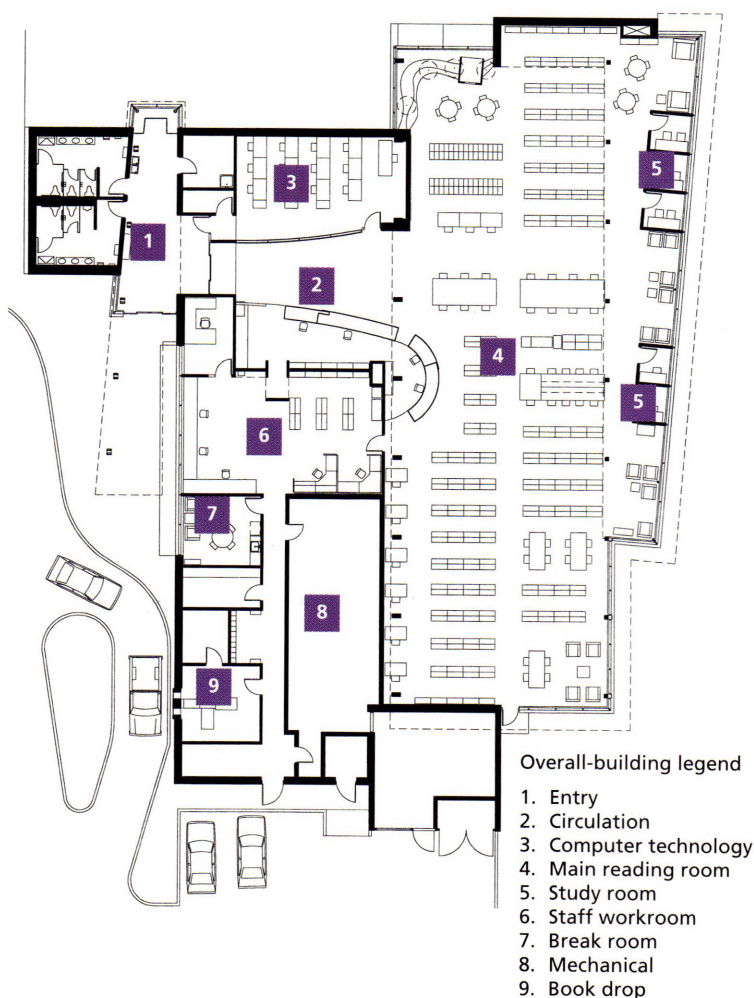 3
5
1
2
4
5
6
7
8
9
Overall-building legend
1. Entry
2. Circulation
3. Computer technology
4. Main reading room
5. Study room
6. Staff workroom
7. Break room
8. Mechanical
9. Book drop